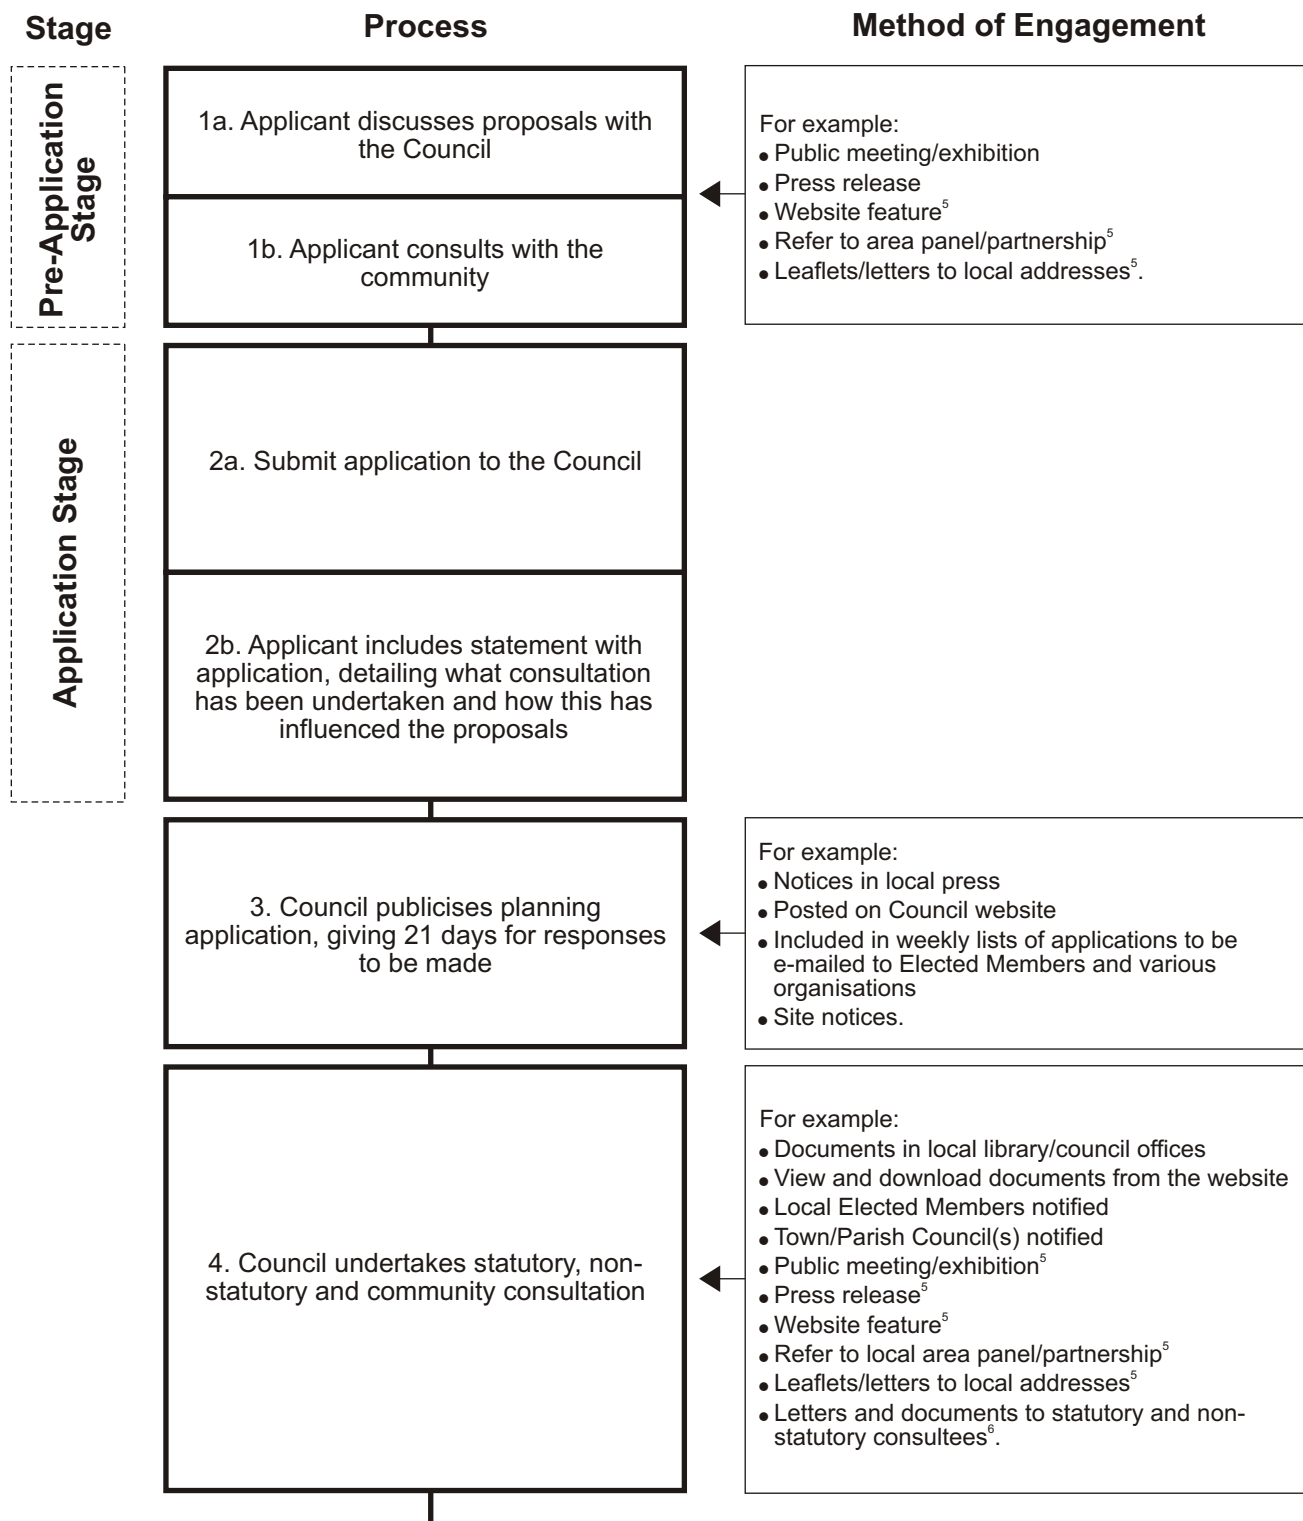 Stage
Process
Method of Engagement
Pre-Application
Stage
1a. Applicant discusses proposals with
the Council
1b. Applicant consults with the
community
For example:
● Public meeting/exhibition
● Press release
● Website feature⁵
● Refer to area panel/partnership⁵
● Leaflets/letters to local addresses⁵.
Application Stage
2a. Submit application to the Council
2b. Applicant includes statement with
application, detailing what consultation
has been undertaken and how this has
influenced the proposals
3. Council publicises planning
application, giving 21 days for responses
to be made
For example:
● Notices in local press
● Posted on Council website
● Included in weekly lists of applications to be
e-mailed to Elected Members and various
organisations
● Site notices.
4. Council undertakes statutory, non-
statutory and community consultation
For example:
● Documents in local library/council offices
● View and download documents from the website
● Local Elected Members notified
● Town/Parish Council(s) notified
● Public meeting/exhibition⁵
● Press release⁵
● Website feature⁵
● Refer to local area panel/partnership⁵
● Leaflets/letters to local addresses⁵
● Letters and documents to statutory and non-
statutory consultees⁶.